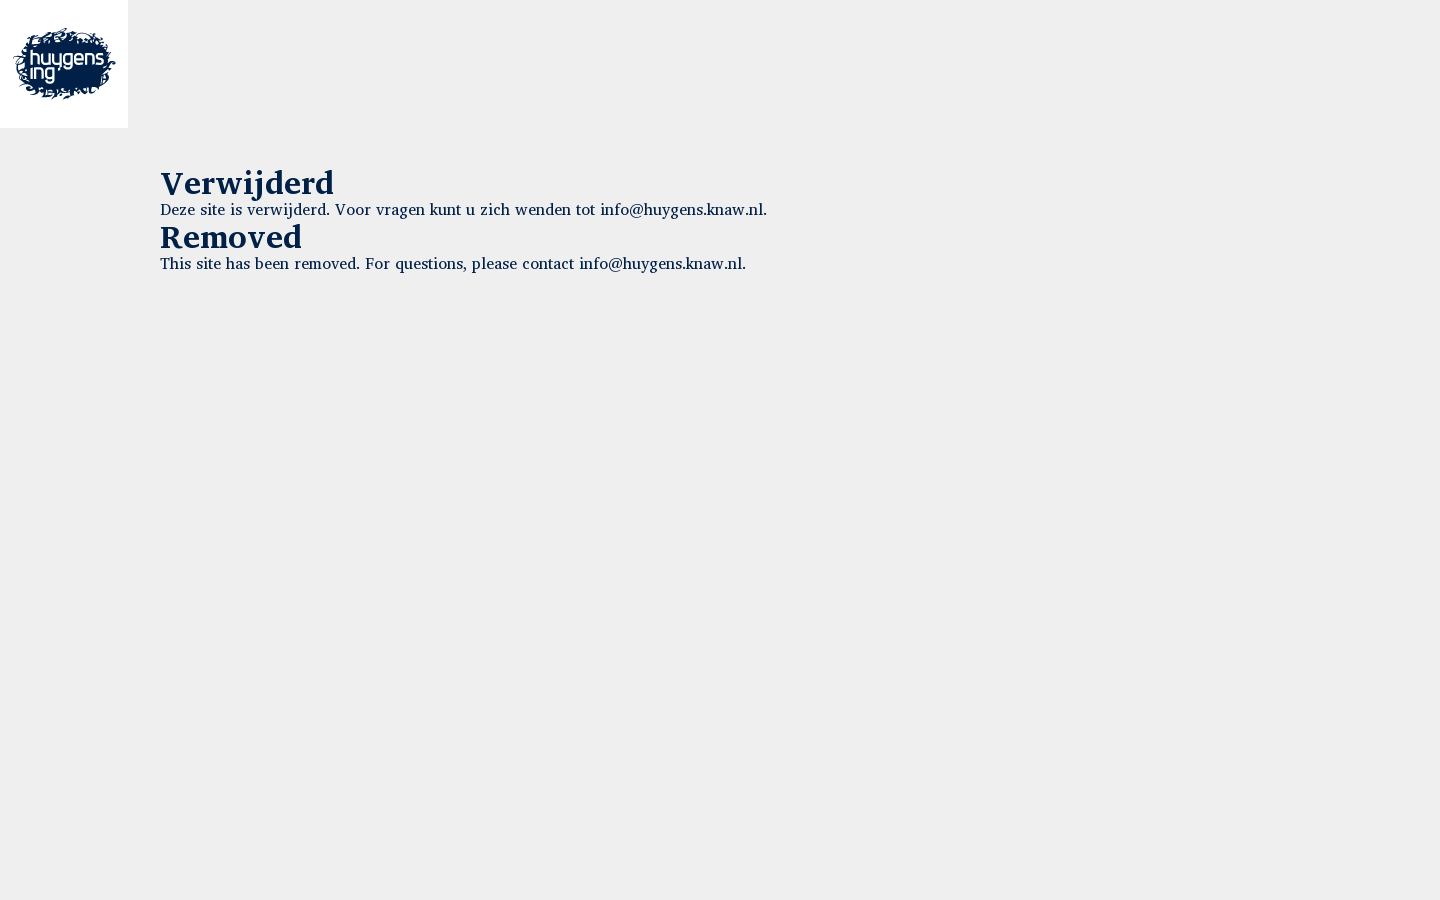 huygens
ing
Verwijderd
Deze site is verwijderd. Voor vragen kunt u zich wenden tot info@huygens.knaw.nl.
Removed
This site has been removed. For questions, please contact info@huygens.knaw.nl.